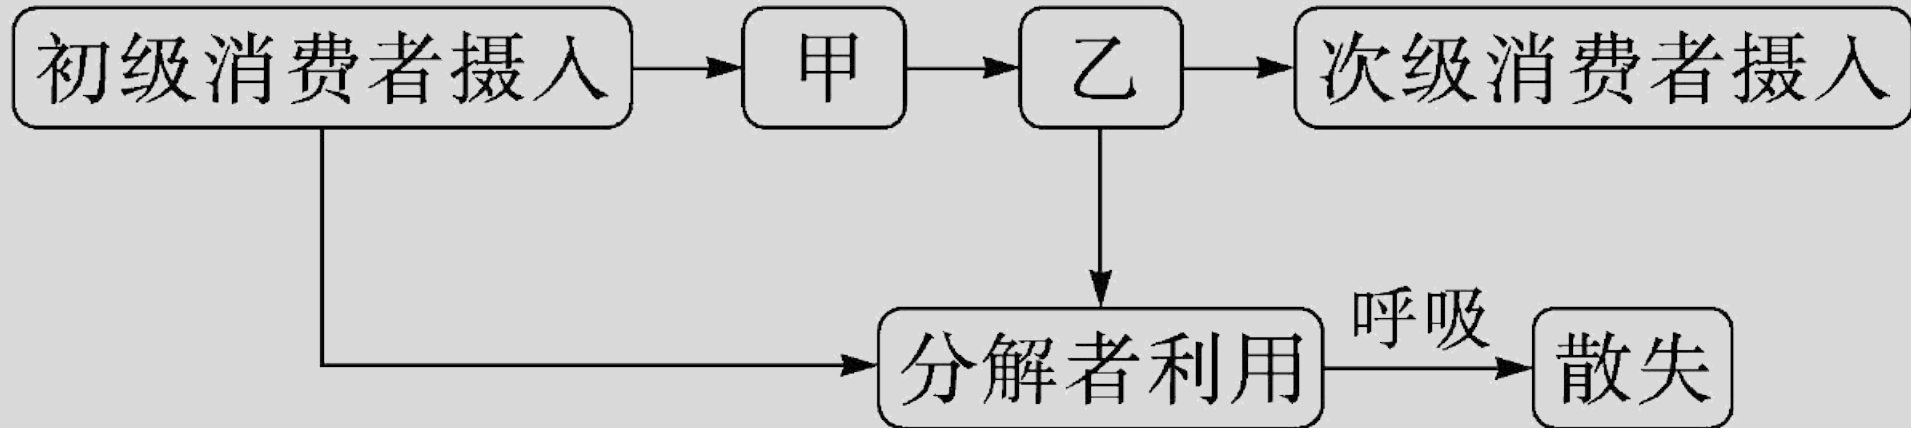 初级消费者摄入
甲
乙
次级消费者摄入
分解者利用
呼吸
散失